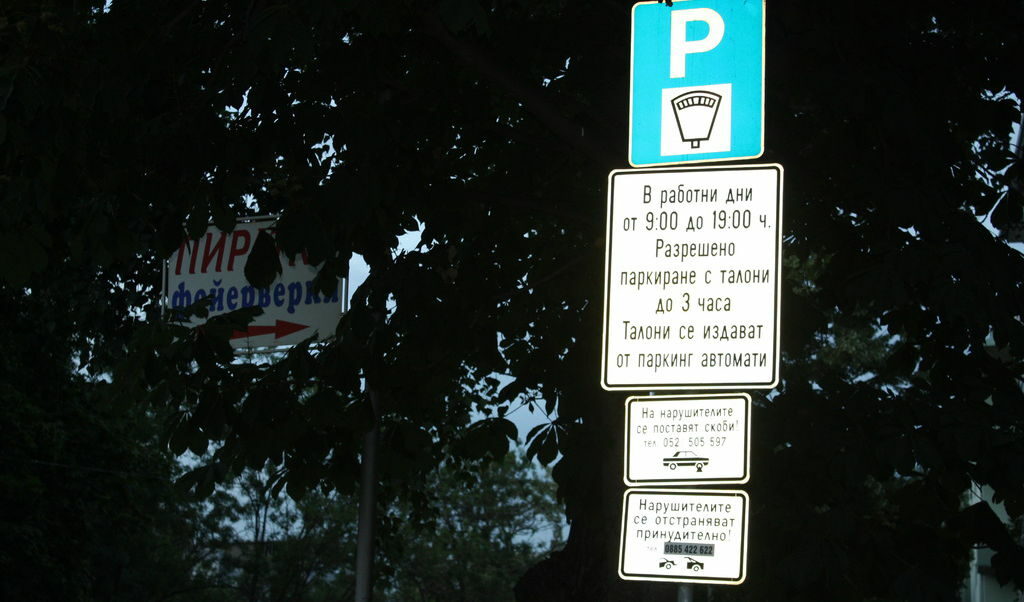 P
В работни дни
от 9:00 до 19:00 ч.
Разрешено
паркиране с талони
до 3 часа
Талони се издават
от паркинг автомати
На нарушителите
се поставят скоби!
тел. 052 505 597
Нарушителите
се отстраняват
принудително!
тел. 0885 422 622
фойерверки